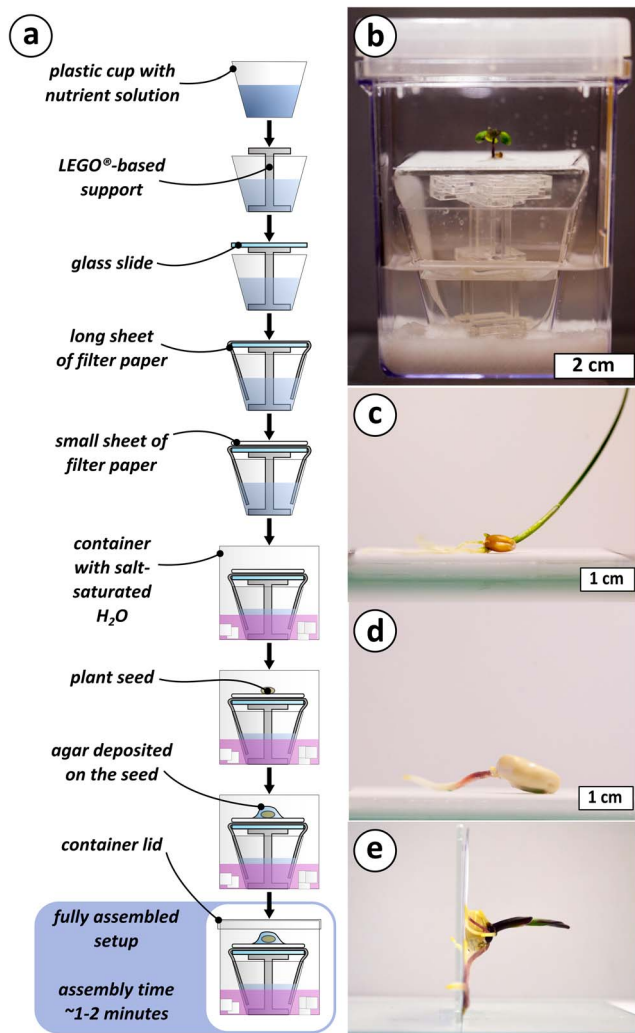 a
plastic cup with
nutrient solution
LEGO®-based
support
glass slide
long sheet
of filter paper
small sheet of
filter paper
container
with salt-
saturated
H₂O
plant seed
agar deposited
on the seed
container lid
fully assembled
setup
assembly time
~1-2 minutes
b
2 cm
c
1 cm
d
1 cm
e